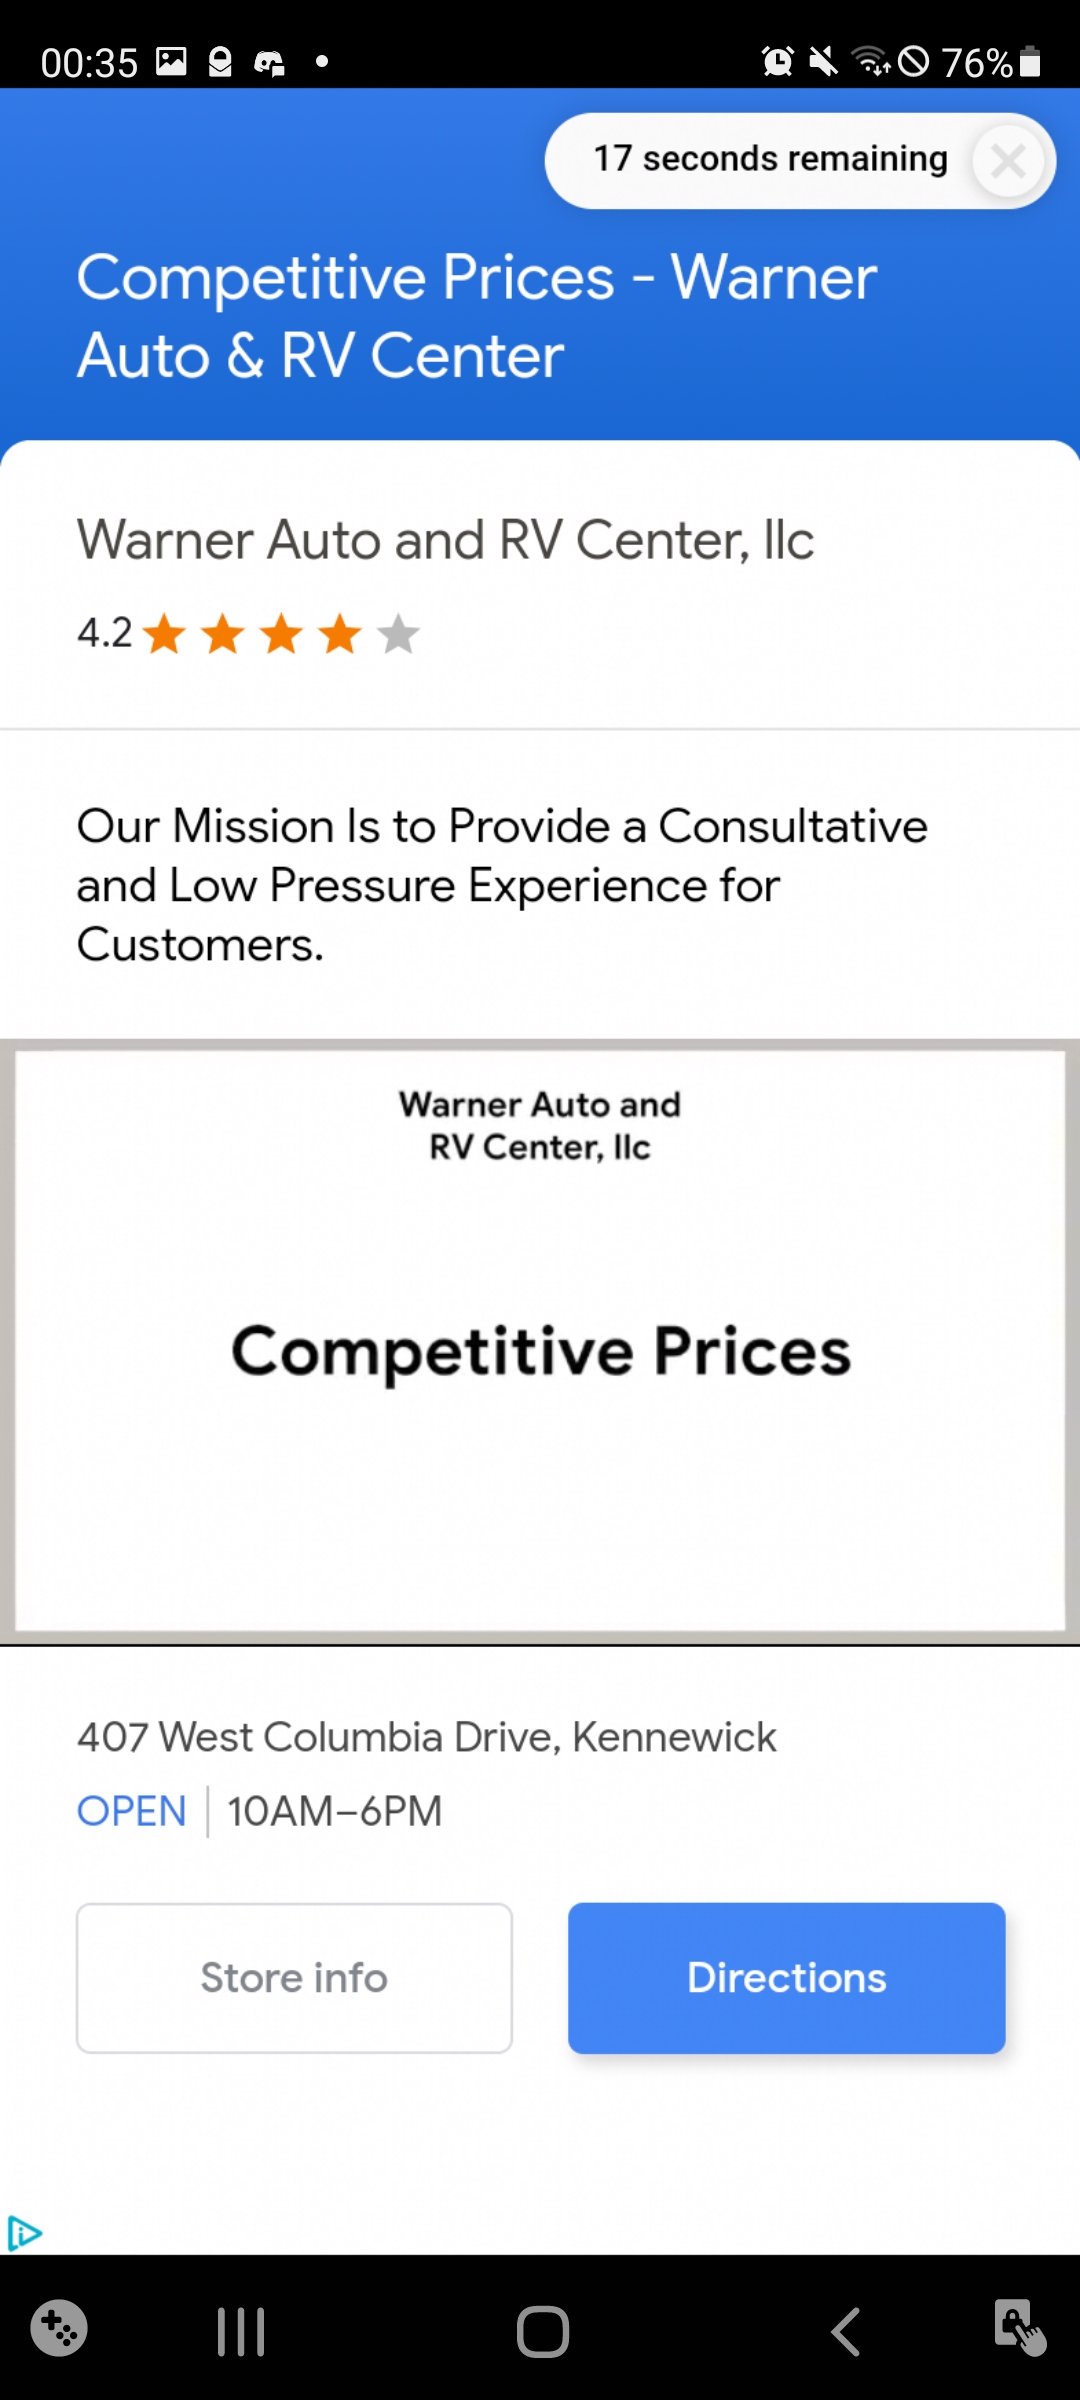 00:35
76%
17 seconds remaining
Competitive Prices - Warner
Auto & RV Center
Warner Auto and RV Center, llc
4.2
Our Mission Is to Provide a Consultative
and Low Pressure Experience for
Customers.
Warner Auto and
RV Center, llc
Competitive Prices
407 West Columbia Drive, Kennewick
OPEN | 10AM–6PM
Store info
Directions